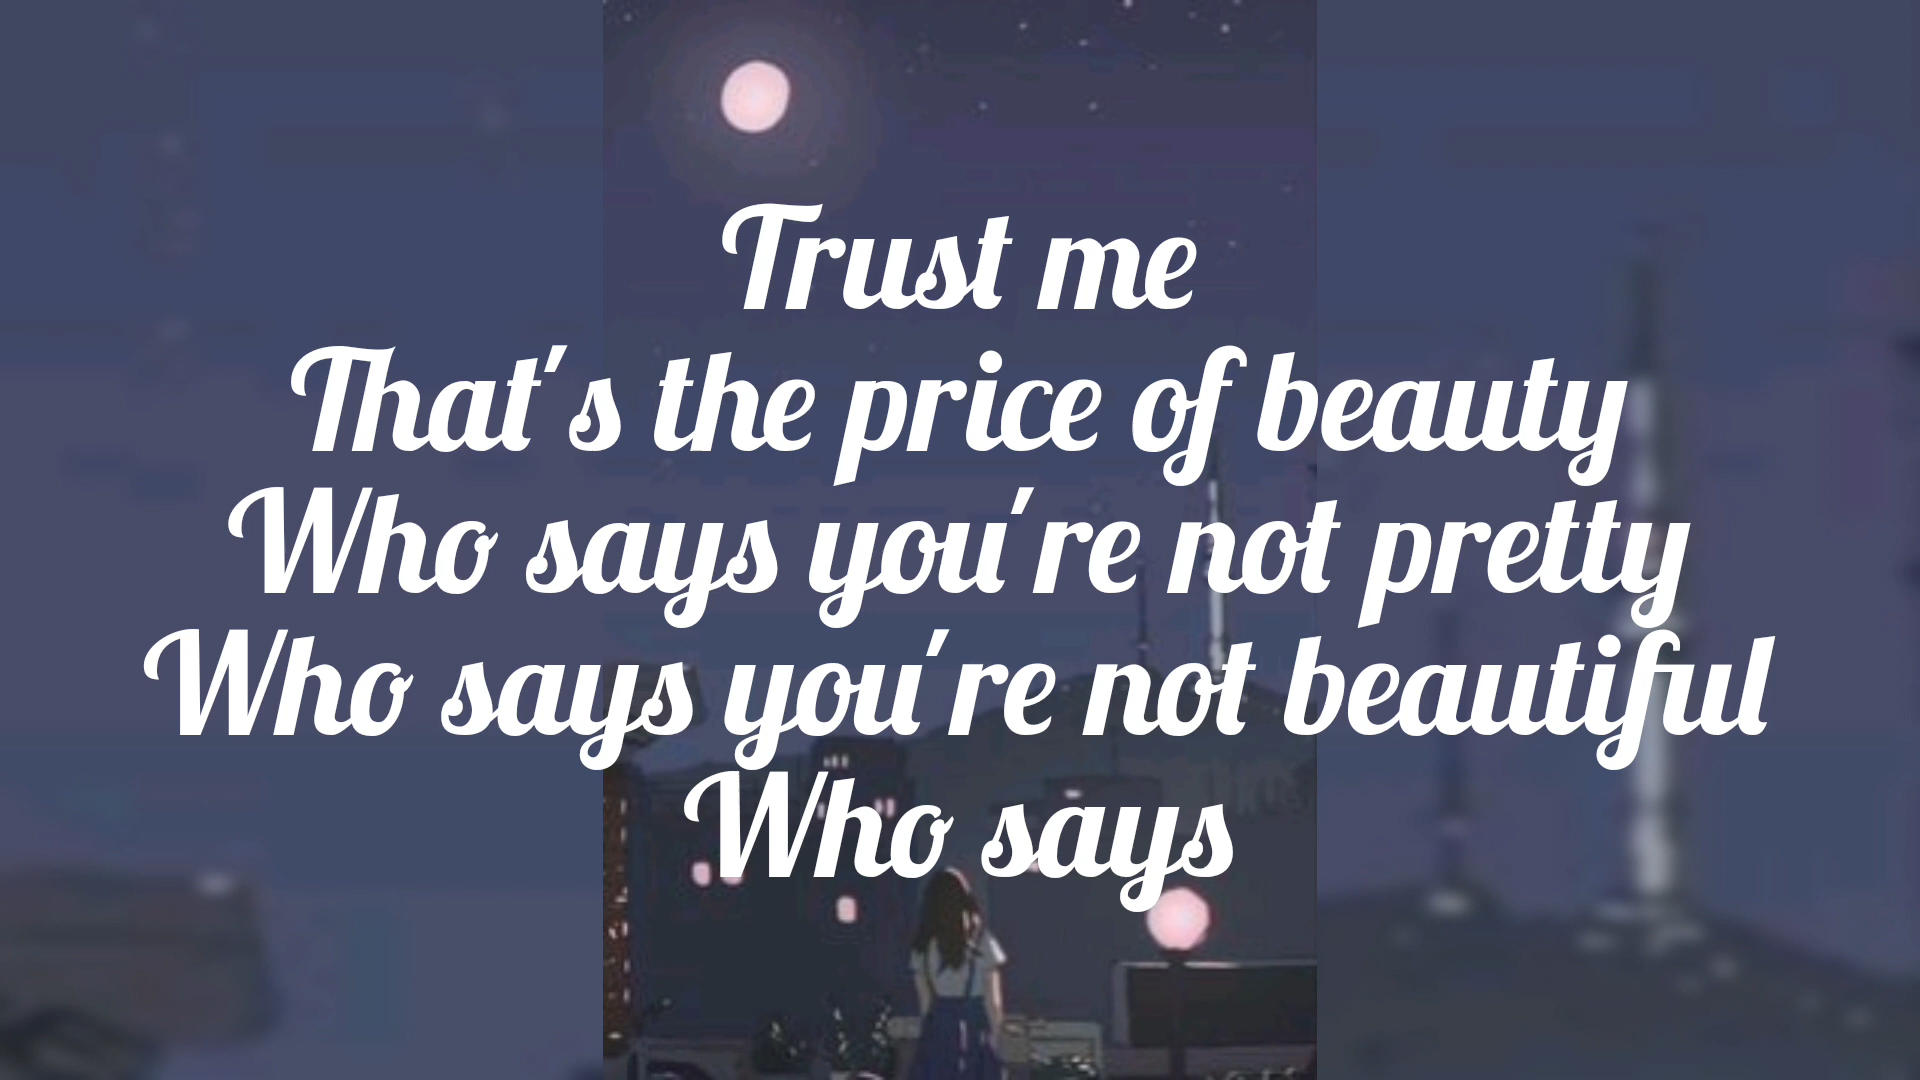 Trust me
That's the price of beauty
Who says you're not pretty
Who says you're not beautiful
Who says